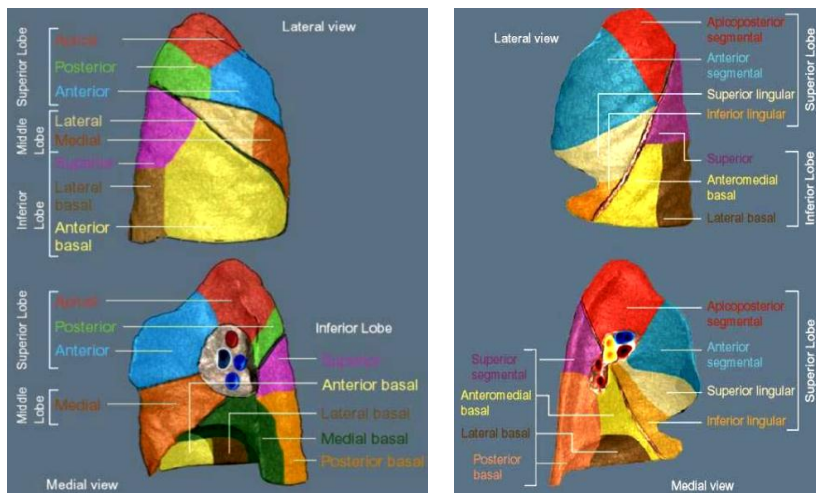 Lateral view
Superior Lobe
Apical
Posterior
Anterior
Middle
Lobe
Lateral
Medial
Inferior
Lobe
Superior
Lateral
basal
Anterior
basal
Superior Lobe
Apical
Posterior
Anterior
Middle
Lobe
Medial
Inferior Lobe
Superior
Anterior basal
Lateral basal
Medial basal
Posterior basal
Medial view
Lateral view
Apicoposterior
segmental
Anterior
segmental
Superior lingular
Inferior lingular
Superior Lobe
Superior
Anteromedial
basal
Lateral basal
Inferior Lobe
Apicoposterior
segmental
Anterior
segmental
Superior lingular
Inferior lingular
Superior Lobe
Superior
segmental
Anteromedial
basal
Lateral basal
Posterior
basal
Inferior Lobe
Medial view